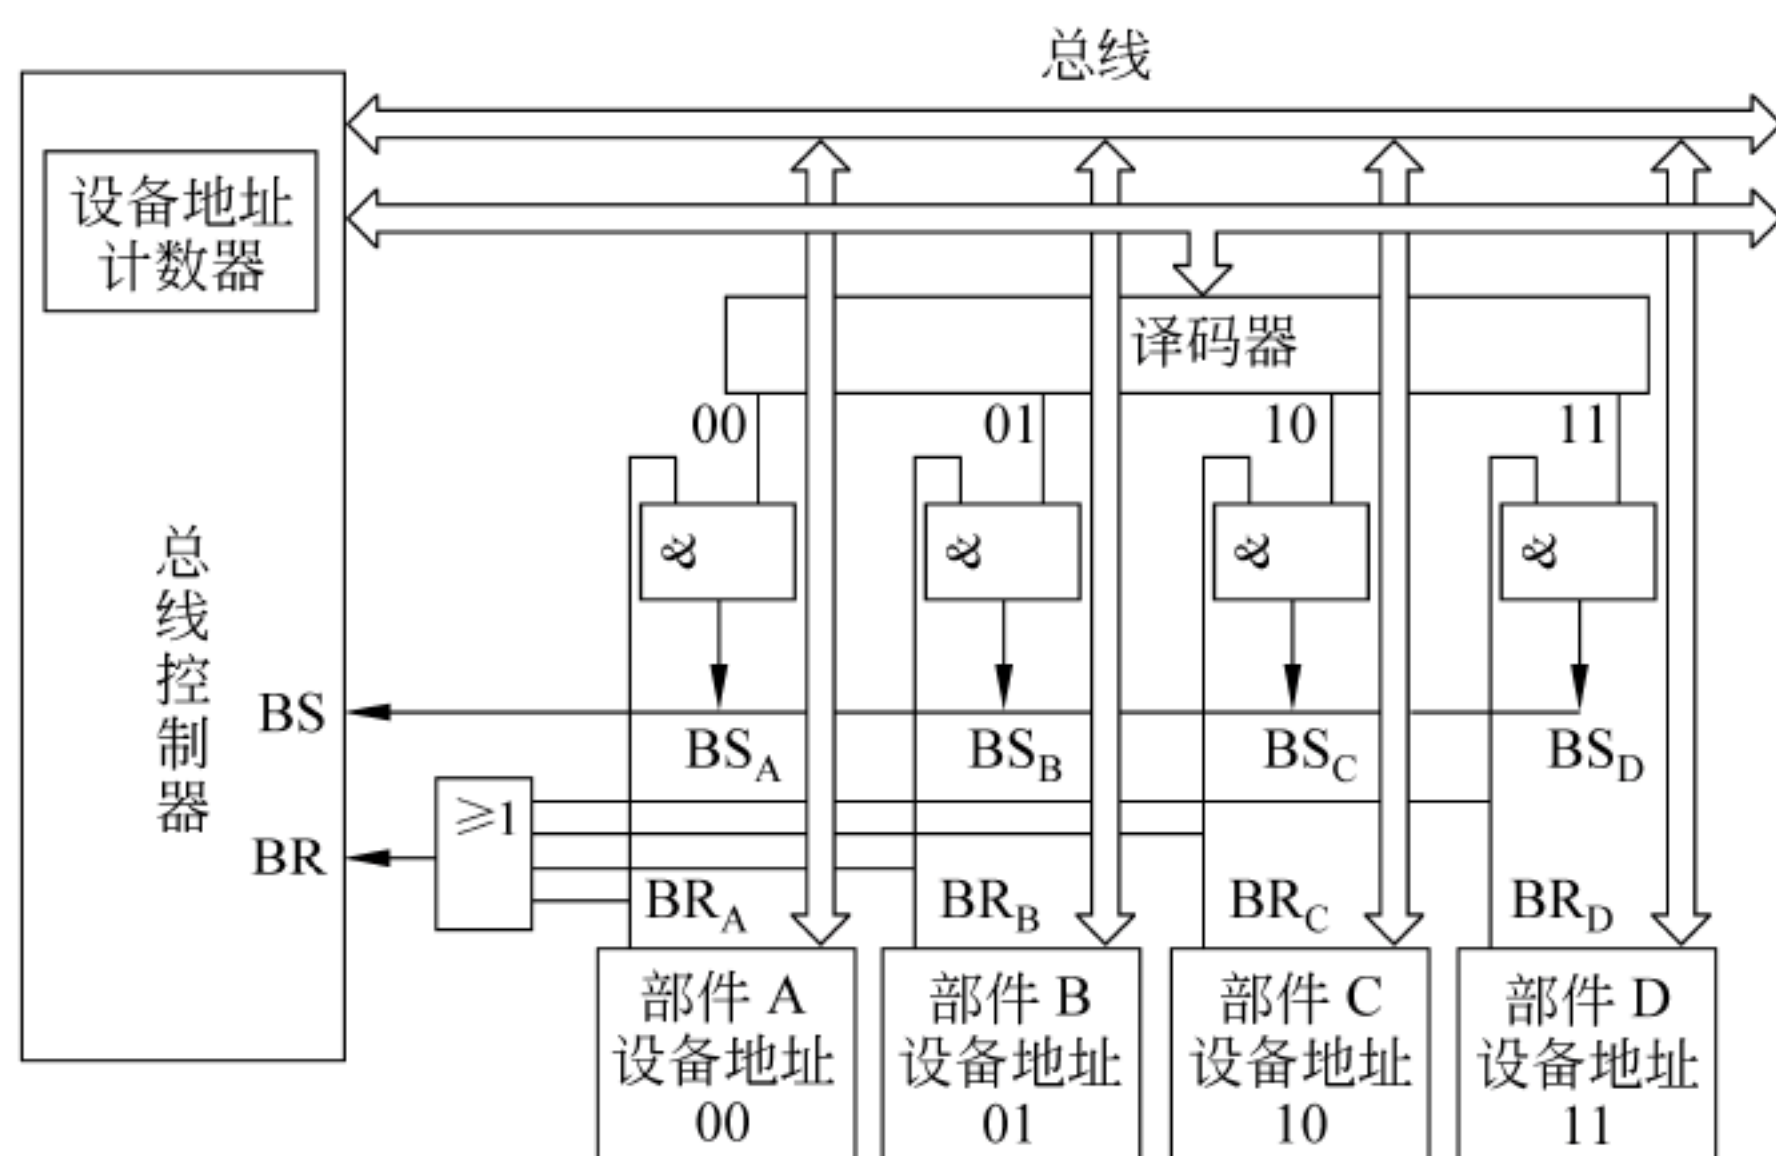 总线
设备地址
计数器
译码器
00
01
10
11
&
&
&
&
总线控制器
BS
BS_A
BS_B
BS_C
BS_D
≥1
BR
BR_A
BR_B
BR_C
BR_D
部件 A
设备地址
00
部件 B
设备地址
01
部件 C
设备地址
10
部件 D
设备地址
11